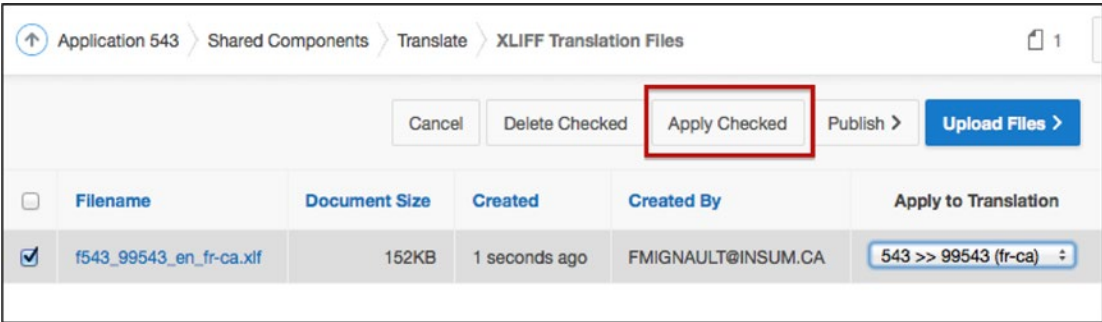 Application 543 Shared Components Translate XLIFF Translation Files 1
Cancel Delete Checked Apply Checked Publish > Upload Files >
Filename Document Size Created Created By Apply to Translation
f543_99543_en_fr-ca.xlf 152KB 1 seconds ago FMIGNAULT@INSUM.CA 543 >> 99543 (fr-ca)